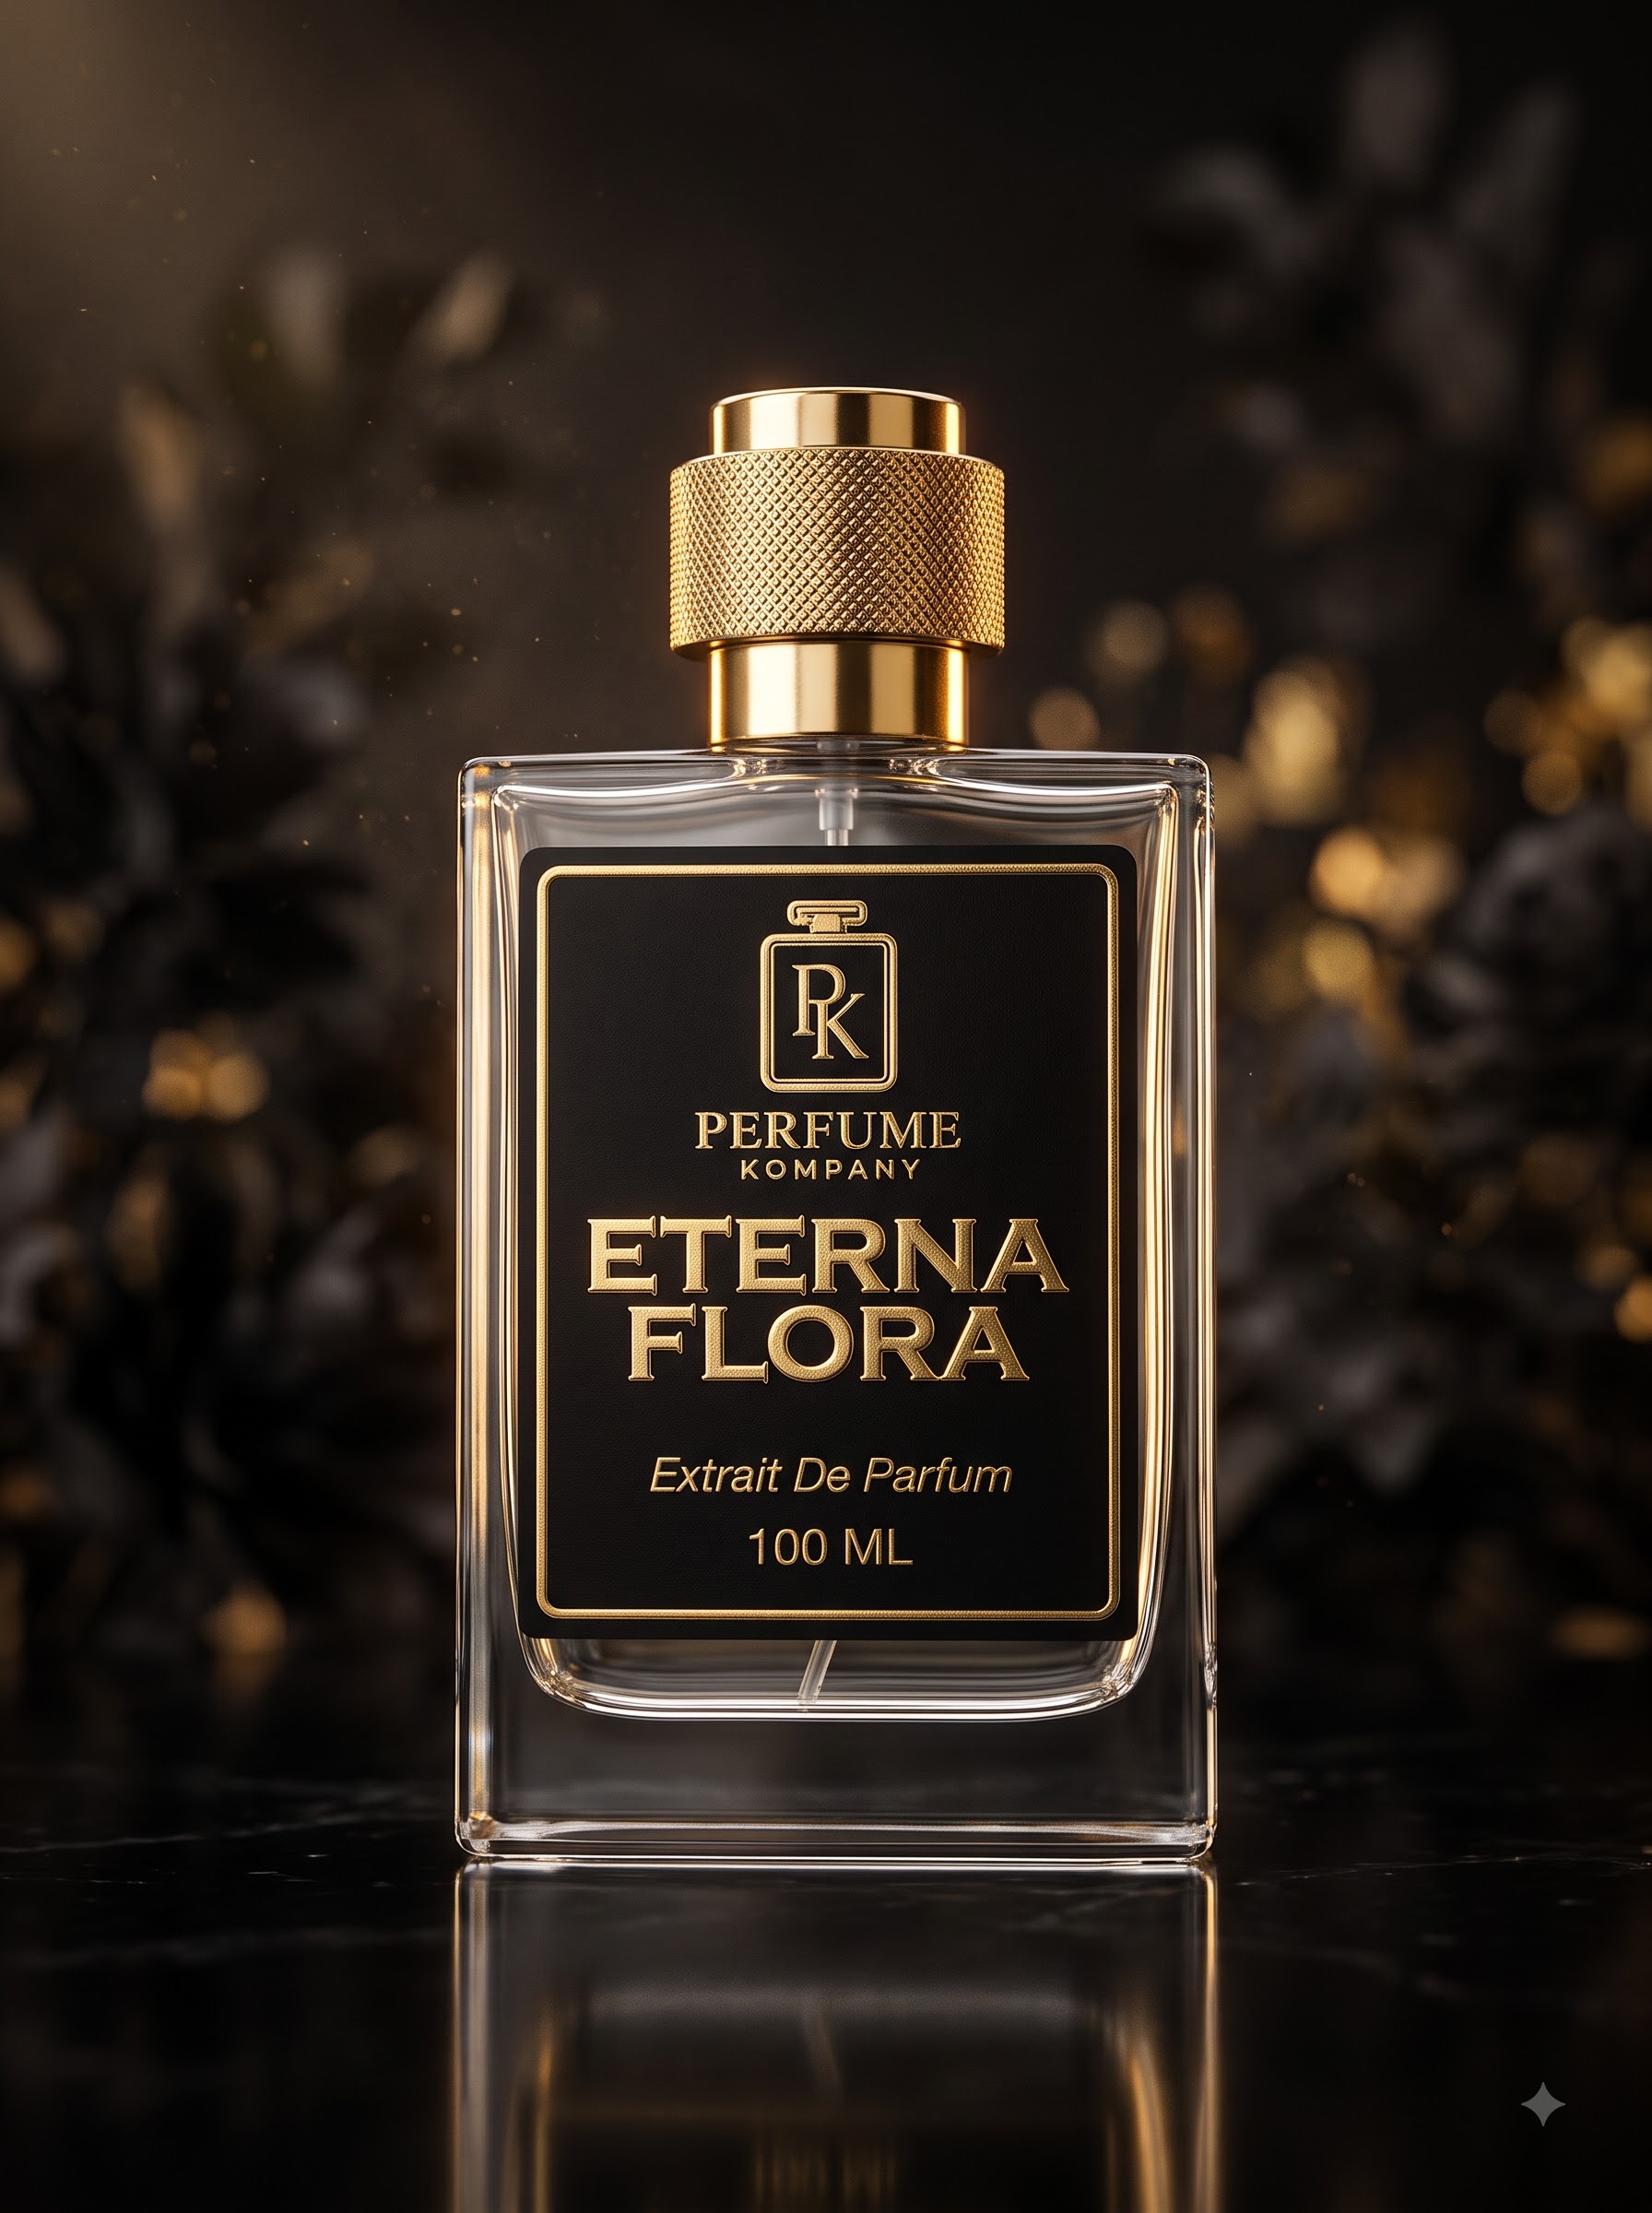 PK
PERFUME
KOMPANY
ETERNA
FLORA
Extrait De Parfum
100 ML